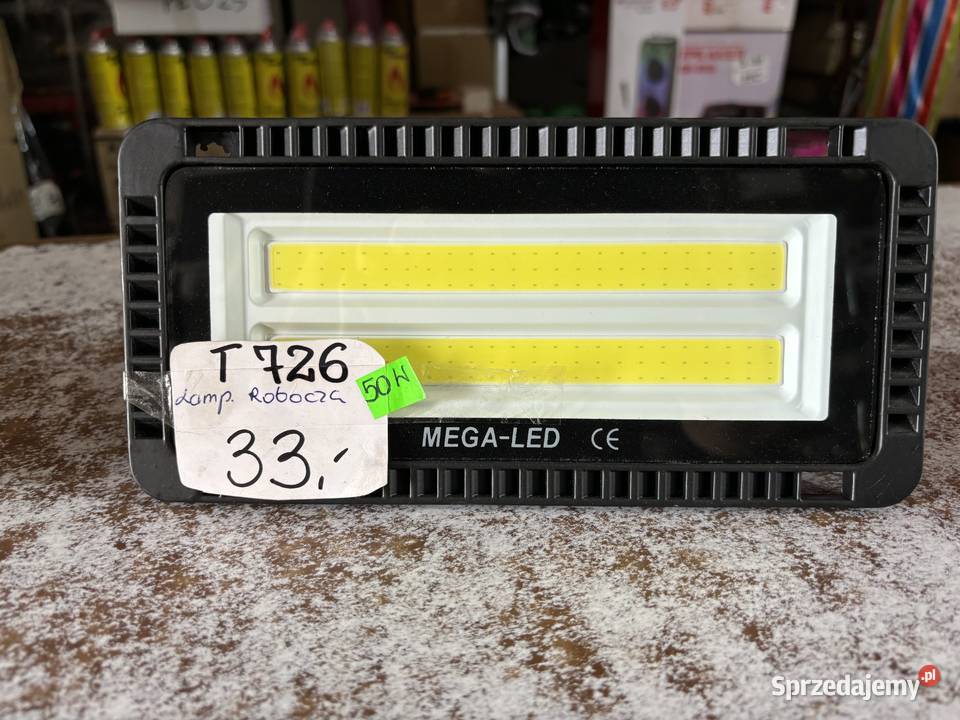 T 726
Lamp. Robocza
50W
33,-
MEGA-LED CE
Sprzedajemy.pl